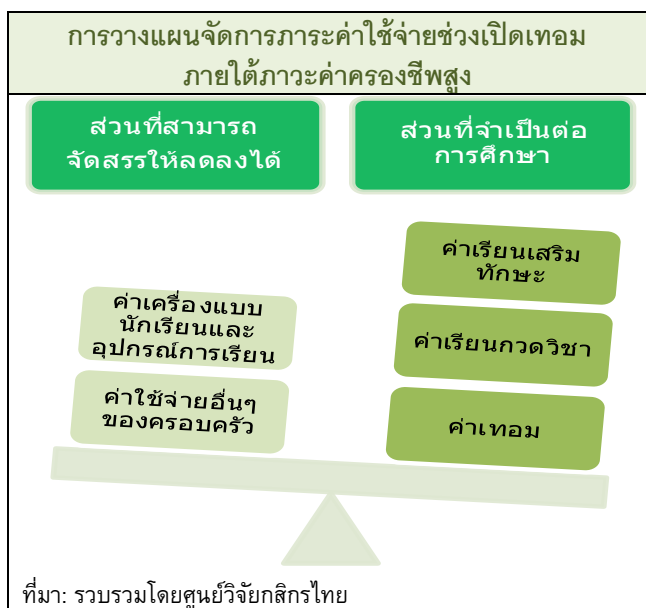 การวางแผนจัดการภาระค่าใช้จ่ายช่วงเปิดเทอม
ภายใต้ภาวะค่าครองชีพสูง
ส่วนที่สามารถ
จัดสรรให้ลดลงได้
ส่วนที่จำเป็นต่อ
การศึกษา
ค่าเครื่องแบบ
นักเรียนและ
อุปกรณ์การเรียน
ค่าใช้จ่ายอื่นๆ
ของครอบครัว
ค่าเรียนเสริม
ทักษะ
ค่าเรียนกวดวิชา
ค่าเทอม
ที่มา: รวบรวมโดยศูนย์วิจัยกสิกรไทย